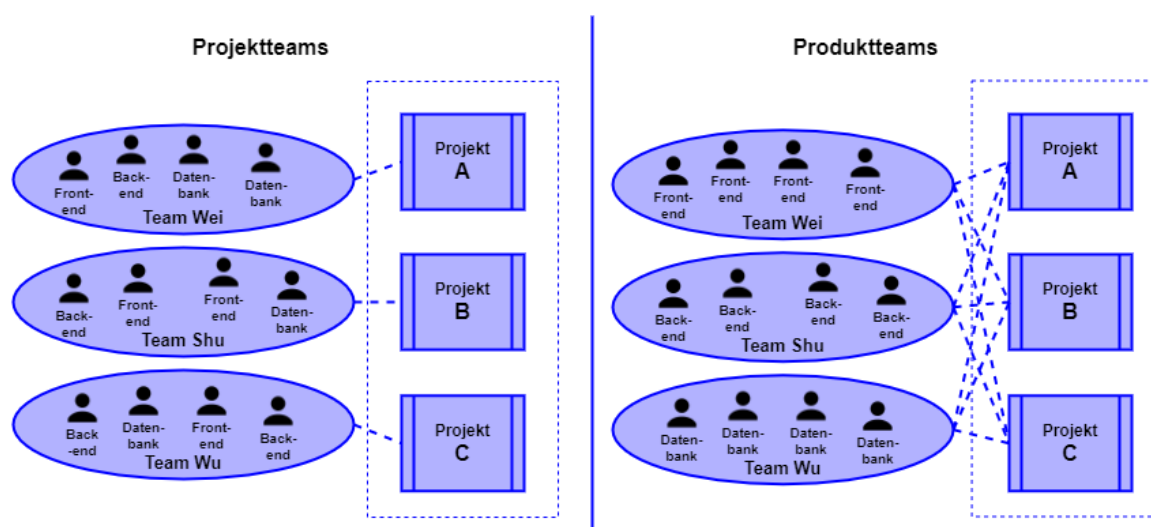 Projektteams
Front-
end
Back-
end
Daten-
bank
Daten-
bank
Team Wei
Projekt
A
Back-
end
Front-
end
Front-
end
Daten-
bank
Team Shu
Projekt
B
Back
-end
Daten-
bank
Front-
end
Back-
end
Team Wu
Projekt
C
Produktteams
Front-
end
Front-
end
Front-
end
Front-
end
Team Wei
Projekt
A
Back-
end
Back-
end
Back-
end
Back-
end
Team Shu
Projekt
B
Daten-
bank
Daten-
bank
Daten-
bank
Daten-
bank
Team Wu
Projekt
C